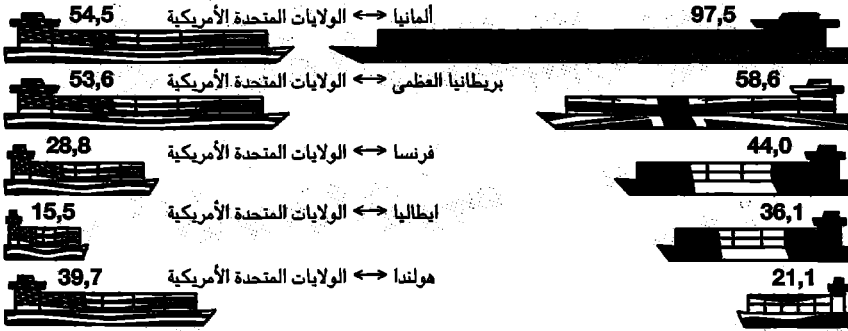 54,5 ألمانيا ↔ الولايات المتحدة الأمريكية 97,5
53,6 بريطانيا العظمى ↔ الولايات المتحدة الأمريكية 58,6
28,8 فرنسا ↔ الولايات المتحدة الأمريكية 44,0
15,5 ايطاليا ↔ الولايات المتحدة الأمريكية 36,1
39,7 هولندا ↔ الولايات المتحدة الأمريكية 21,1